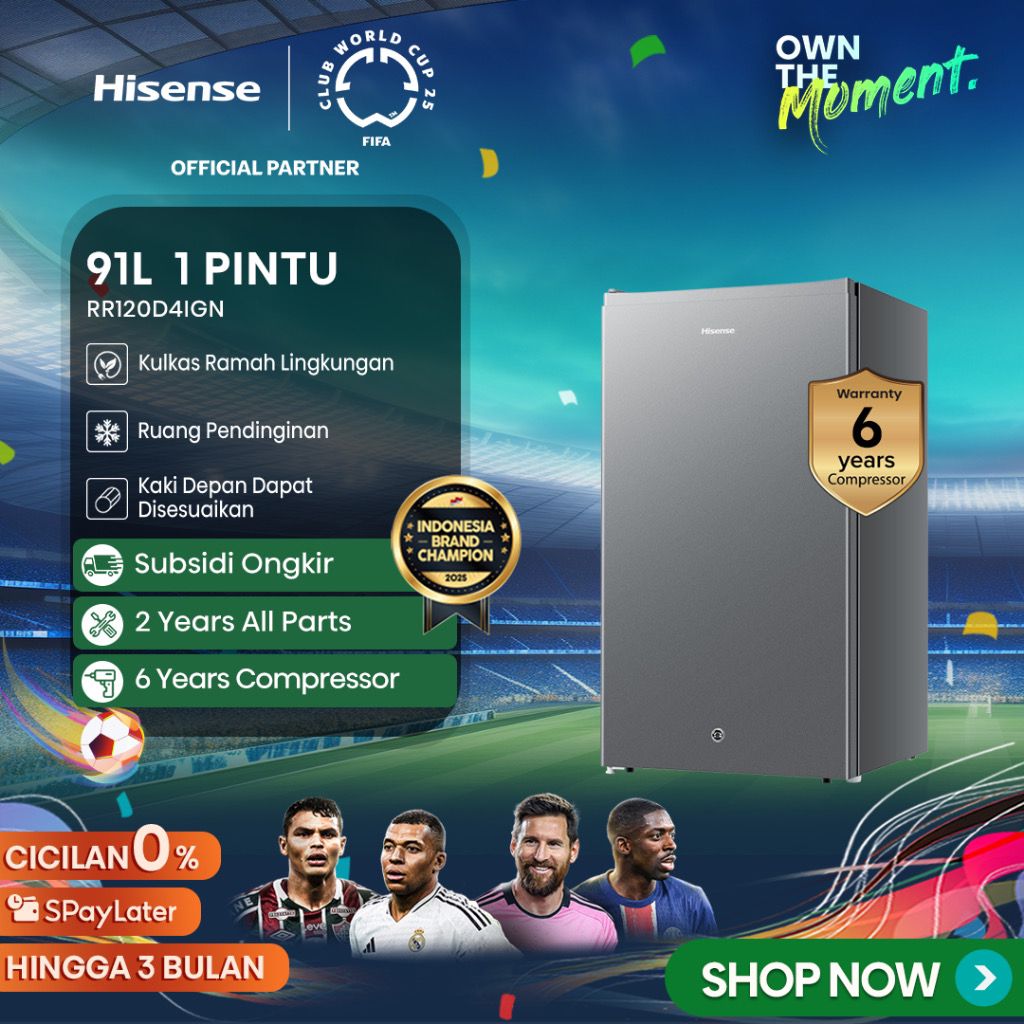 Hisense
CLUB WORLD CUP 25
FIFA
OFFICIAL PARTNER
OWN
THE
Moment.
91L 1 PINTU
RR120D4IGN
Kulkas Ramah Lingkungan
Ruang Pendinginan
Kaki Depan Dapat
Disesuaikan
INDONESIA
BRAND
CHAMPION
2025
Subsidi Ongkir
2 Years All Parts
6 Years Compressor
Hisense
Warranty
6
years
Compressor
CICILAN 0 %
SPayLater
HINGGA 3 BULAN
SHOP NOW